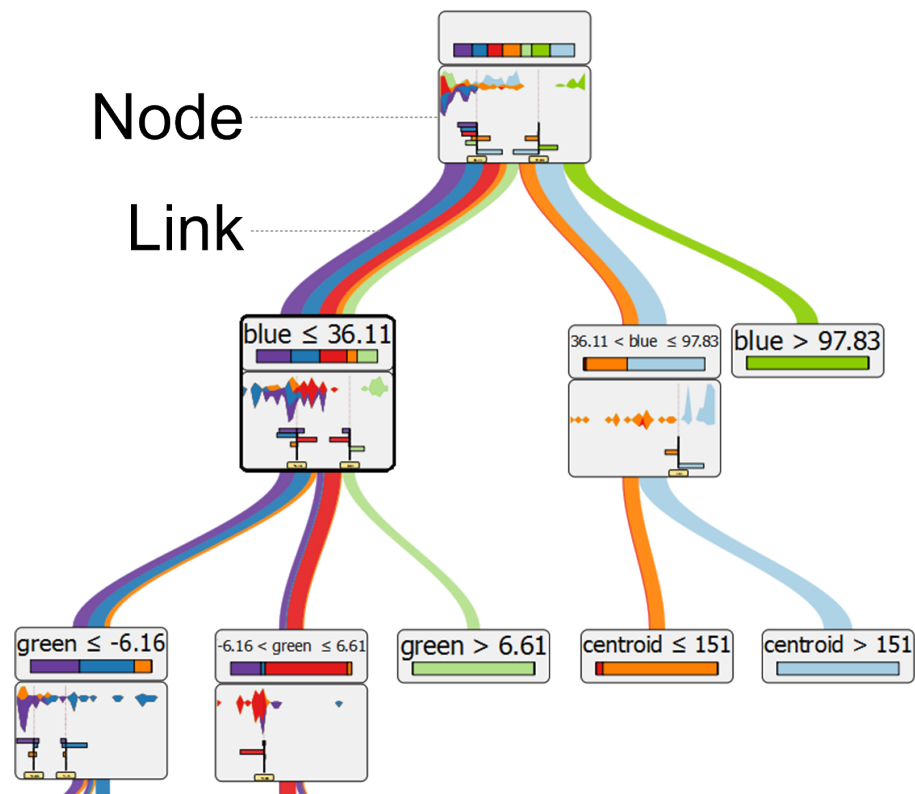 Node
Link
blue ≤ 36.11
36.11 < blue ≤ 97.83
blue > 97.83
green ≤ -6.16
-6.16 < green ≤ 6.61
green > 6.61
centroid ≤ 151
centroid > 151